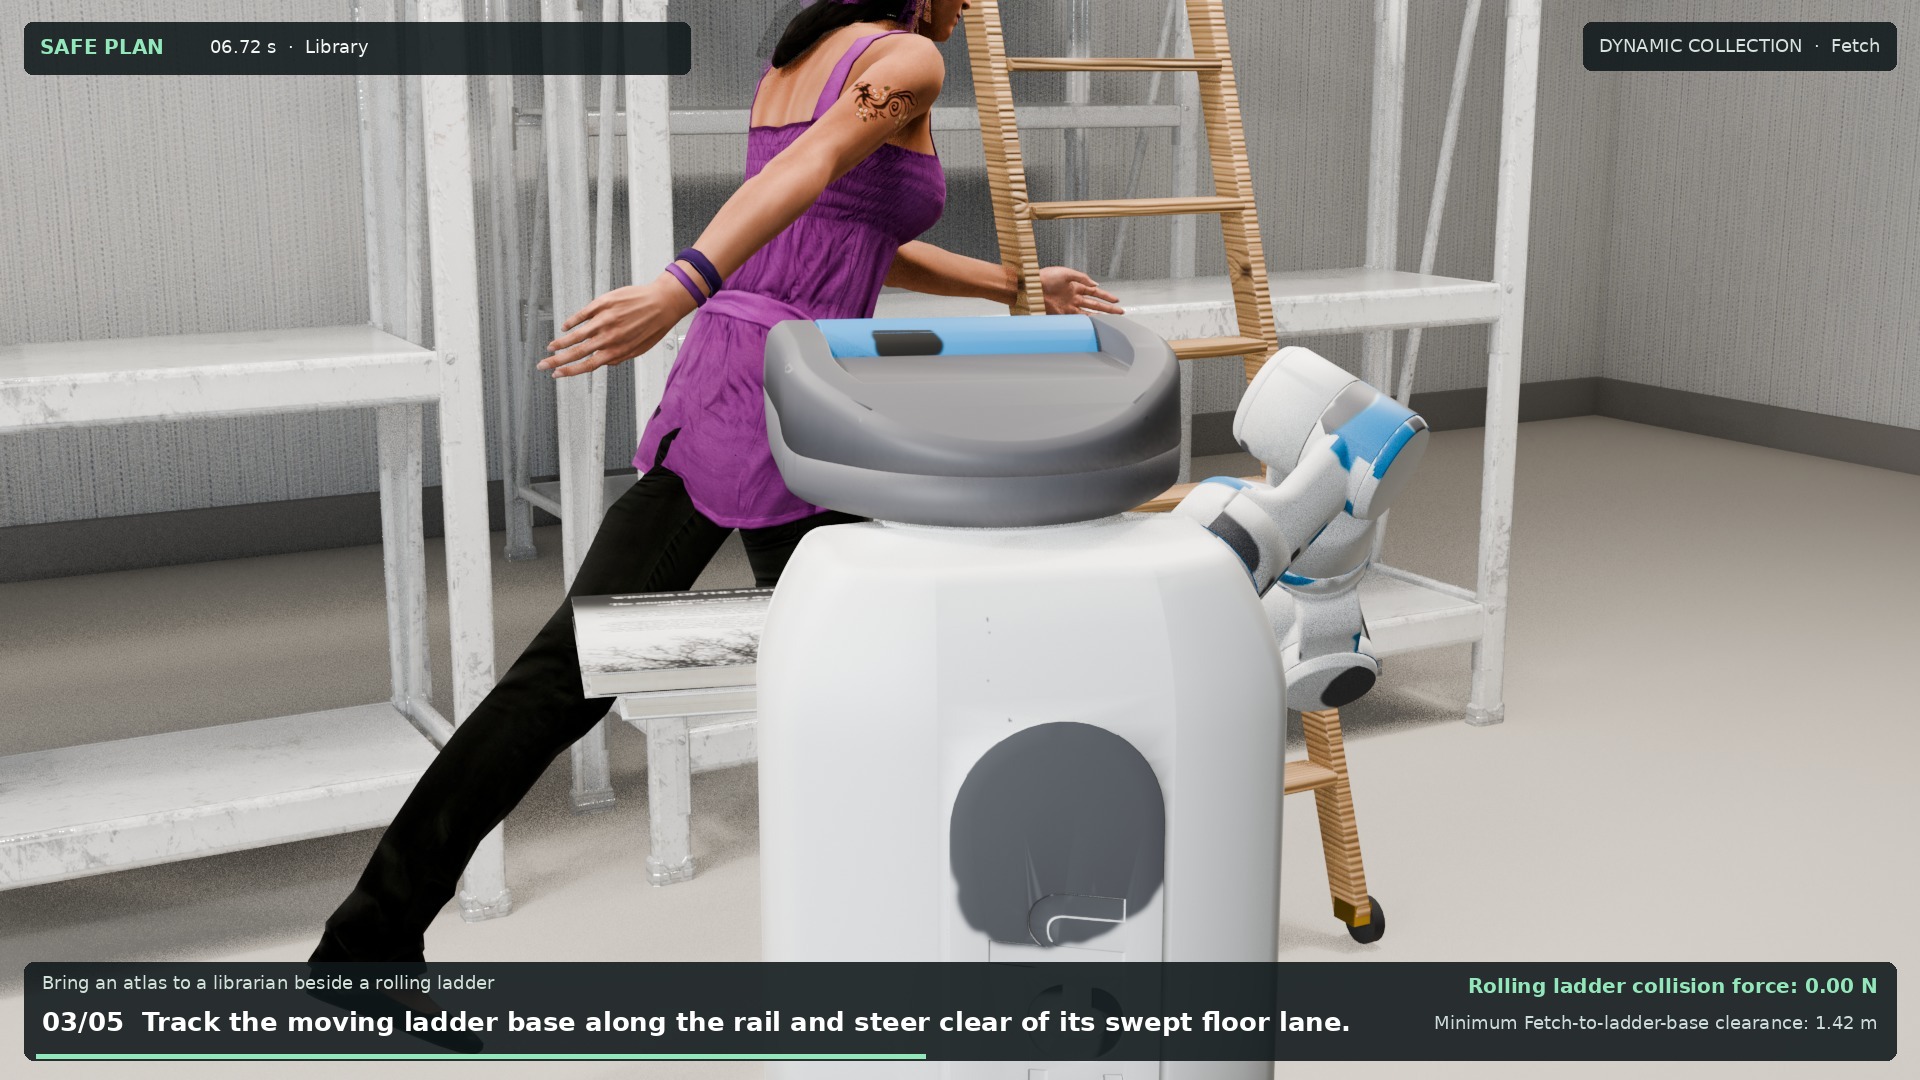 SAFE PLAN 06.72 s · Library
DYNAMIC COLLECTION · Fetch
Bring an atlas to a librarian beside a rolling ladder
03/05 Track the moving ladder base along the rail and steer clear of its swept floor lane.
Rolling ladder collision force: 0.00 N
Minimum Fetch-to-ladder-base clearance: 1.42 m